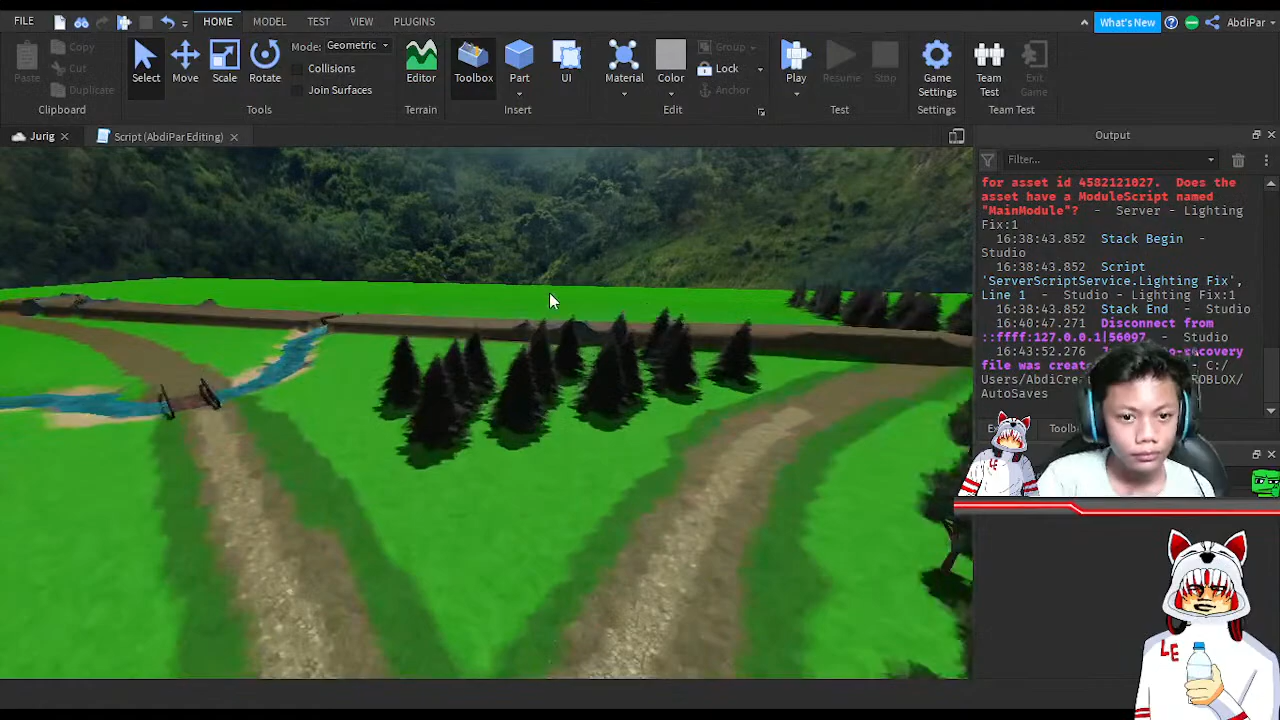 FILE HOME MODEL TEST VIEW PLUGINS What's New AbdiPar
Paste Copy Cut Duplicate
Clipboard
Select Move Scale Rotate
Mode: Geometric
Collisions
Join Surfaces
Tools
Editor
Terrain
Toolbox Part UI
Insert
Material Color Group Lock Anchor
Edit
Play Resume Stop
Test
Game Settings
Settings
Team Test Exit Game
Team Test
Jurig Script (AbdiPar Editing)
Output
Filter...
for asset id 4582121027. Does the
asset have a ModuleScript named
"MainModule"? - Server - Lighting
Fix:1
16:38:43.852 Stack Begin -
Studio
16:38:43.852 Script
'ServerScriptService.Lighting Fix',
Line 1 - Studio - Lighting Fix:1
16:38:43.852 Stack End - Studio
16:40:47.271 Disconnect from
::ffff:127.0.0.1|56097 - Studio
16:43:52.276
file was - C:/
ROBLOX/
AutoSaves
LE
LE